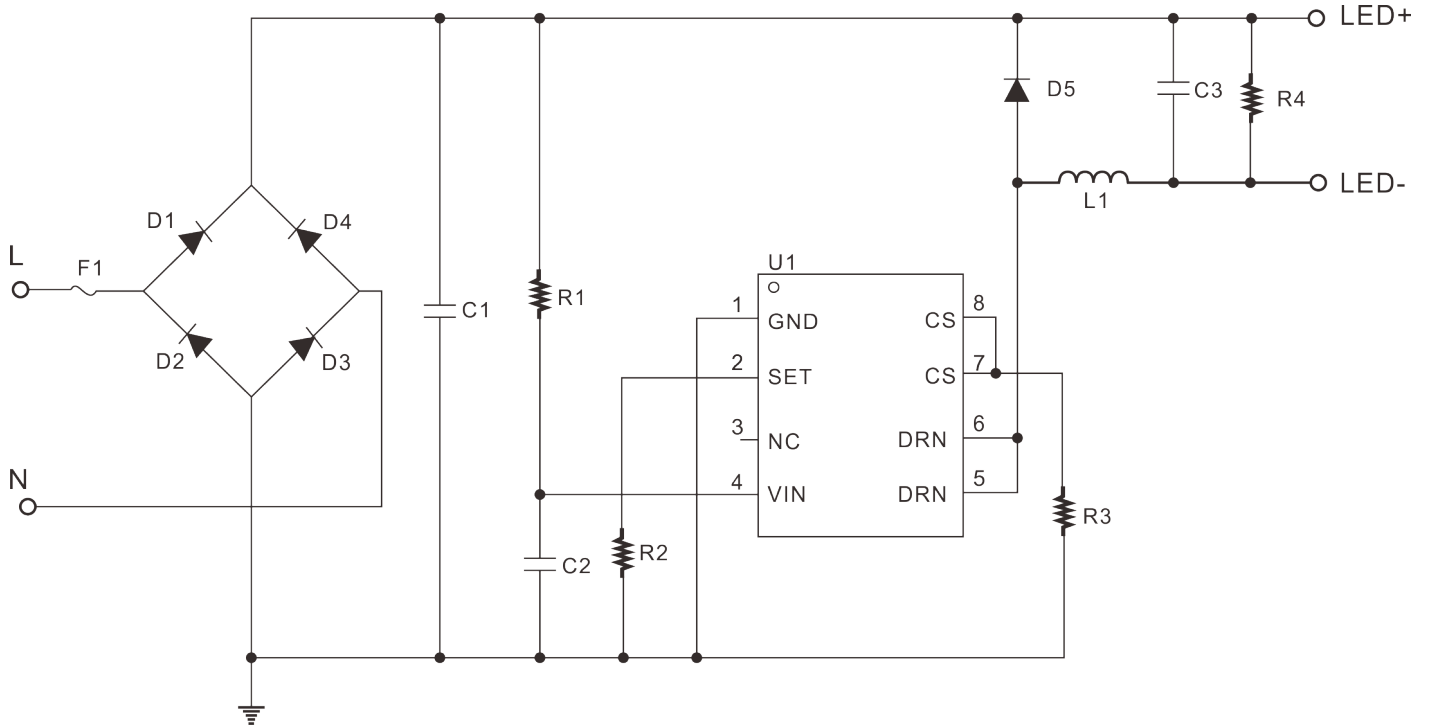 LED+
D5
C3
R4
LED-
L1
D1
D4
L
F1
U1
C1
R1
1
GND
CS
8
D2
D3
2
SET
CS
7
3
NC
DRN
6
N
4
VIN
DRN
5
R3
C2
R2